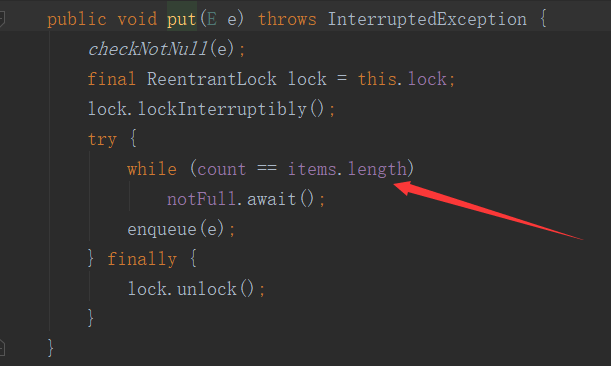 public void put(E e) throws InterruptedException {
checkNotNull(e);
final ReentrantLock lock = this.lock;
lock.lockInterruptibly();
try {
while (count == items.length)
notFull.await();
enqueue(e);
} finally {
lock.unlock();
}
}